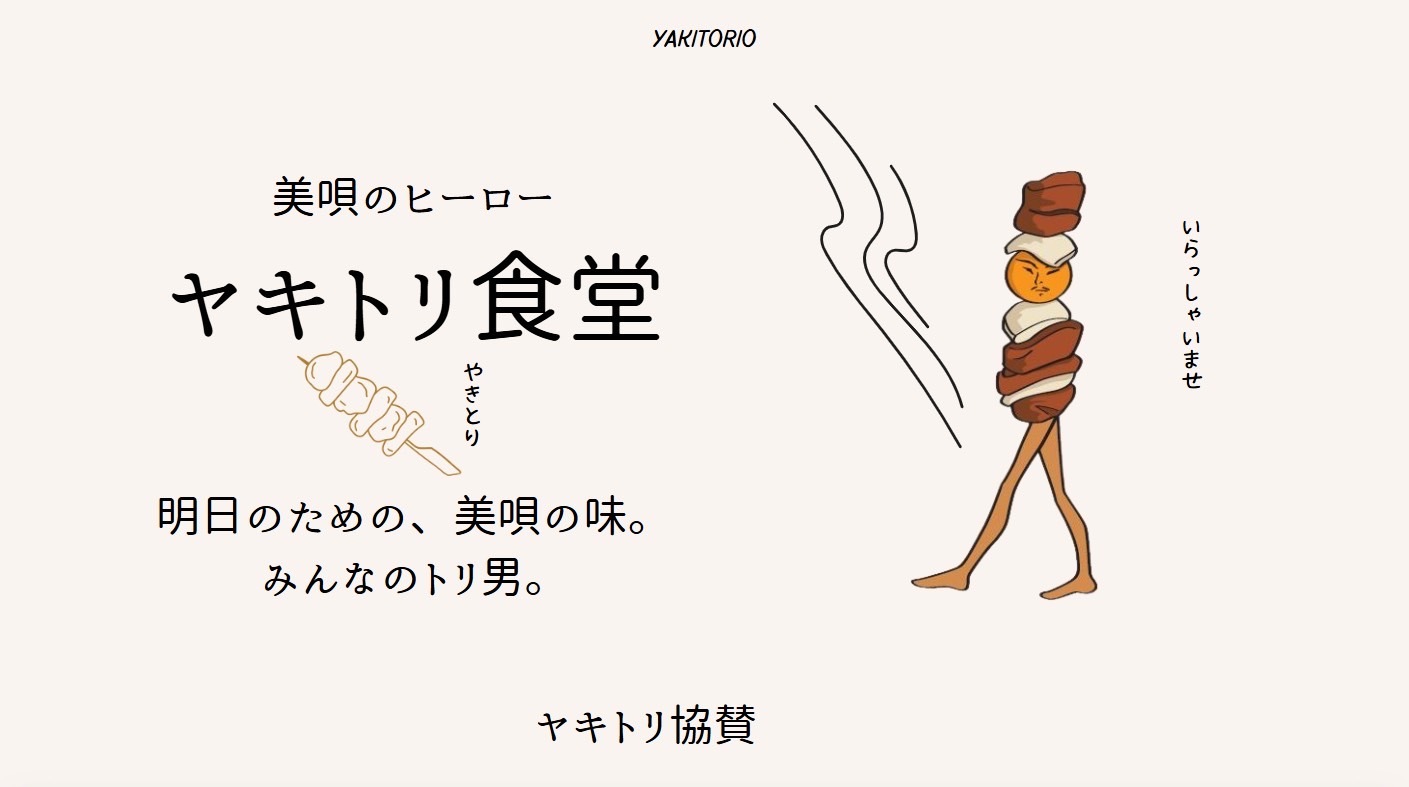 YAKITORIO
美唄のヒーロー
ヤキトリ食堂
やきとり
明日のための、美唄の味。
みんなのトリ男。
いらっしゃいませ
ヤキトリ協賛